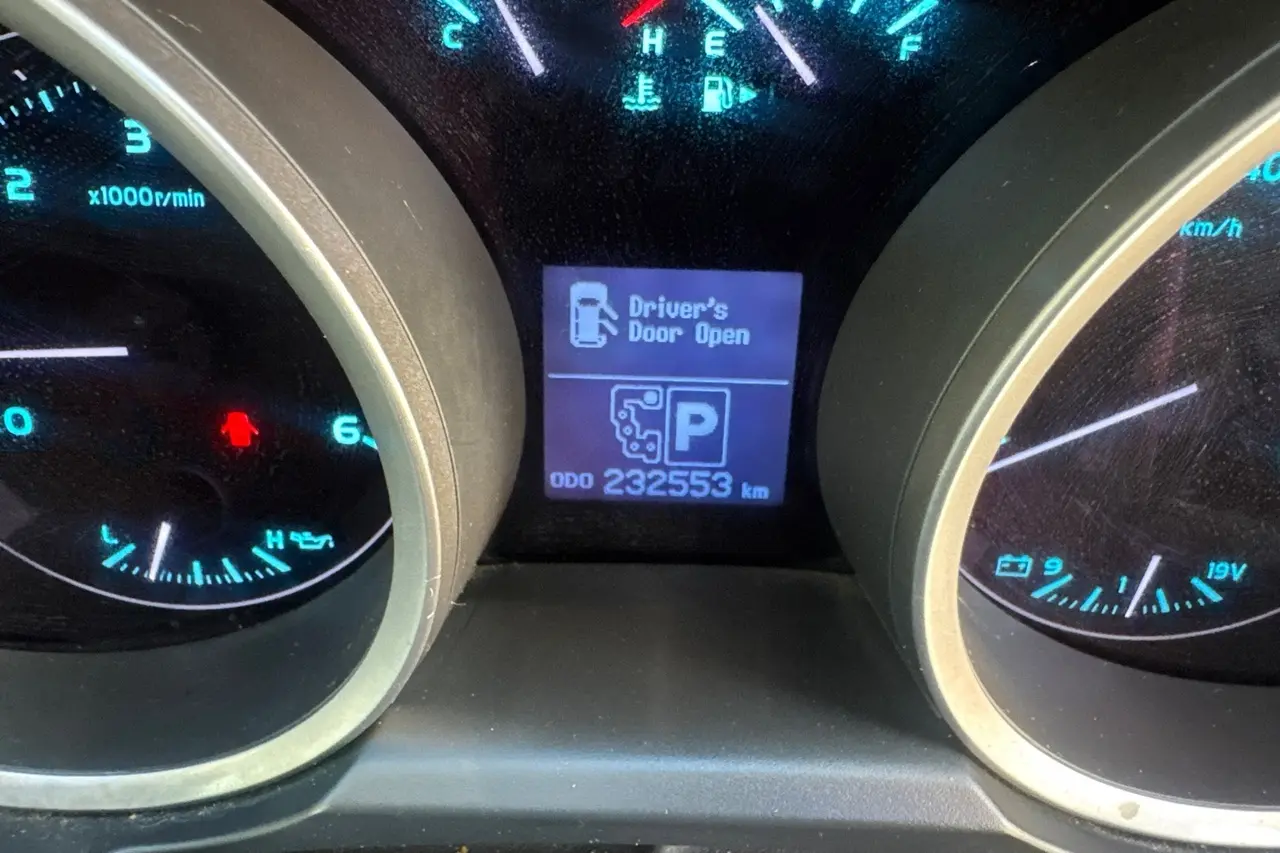 C H E F
3
2
x1000r/min
km/h
Driver's
Door Open
0
6
P
ODO 232553 km
L H
9 19V